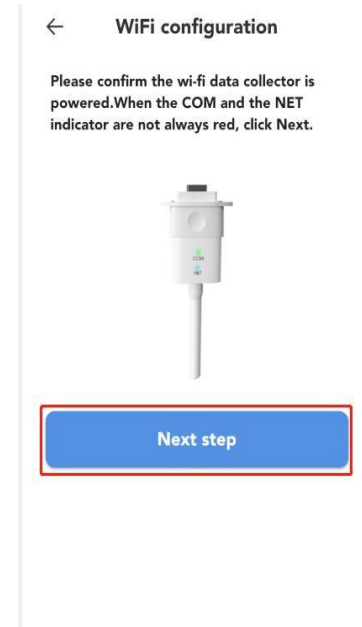 WiFi configuration
Please confirm the wi-fi data collector is
powered.When the COM and the NET
indicator are not always red, click Next.
COM
NET
Next step